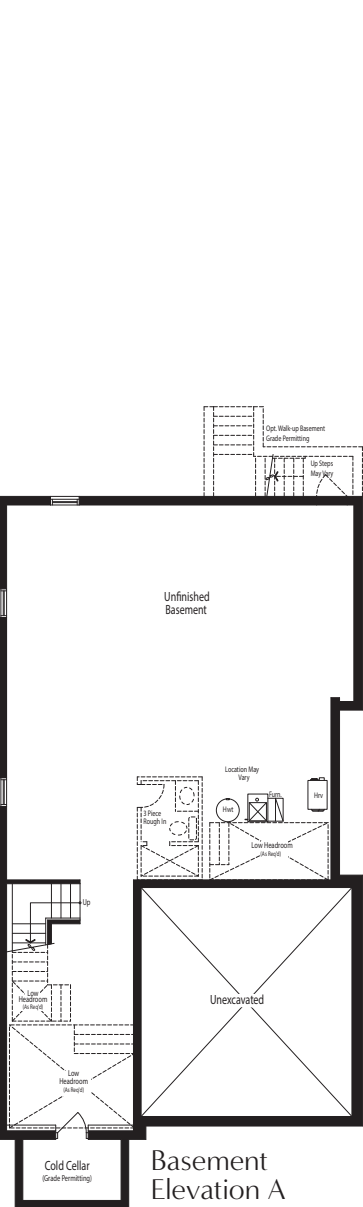 Opt. Walk-up Basement
Grade Permitting
Up Steps
May Vary
Unfinished
Basement
Location May
Vary
3 Piece
Rough In
Hwt
Furn.
Hrv
Low Headroom
(As Req'd)
Up
Low
Headroom
(As Req'd)
Unexcavated
Low
Headroom
(As Req'd)
Cold Cellar
(Grade Permitting)
Basement
Elevation A